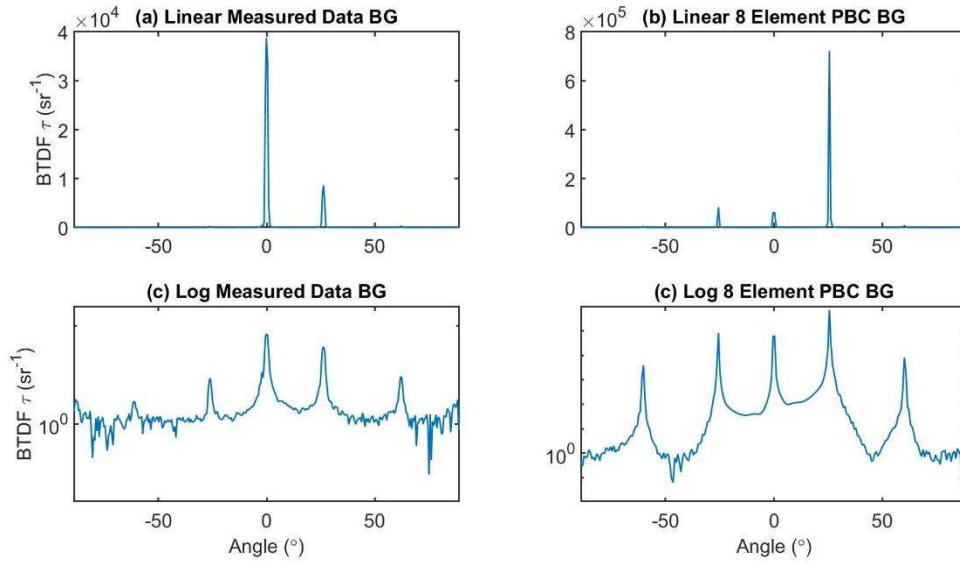 (a) Linear Measured Data BG
×10⁴
4
3
2
1
0
BTDF τ (sr⁻¹)
-50 0 50
(b) Linear 8 Element PBC BG
×10⁵
8
6
4
2
0
-50 0 50
(c) Log Measured Data BG
BTDF τ (sr⁻¹)
10⁰
-50 0 50
Angle (°)
(c) Log 8 Element PBC BG
10⁰
-50 0 50
Angle (°)